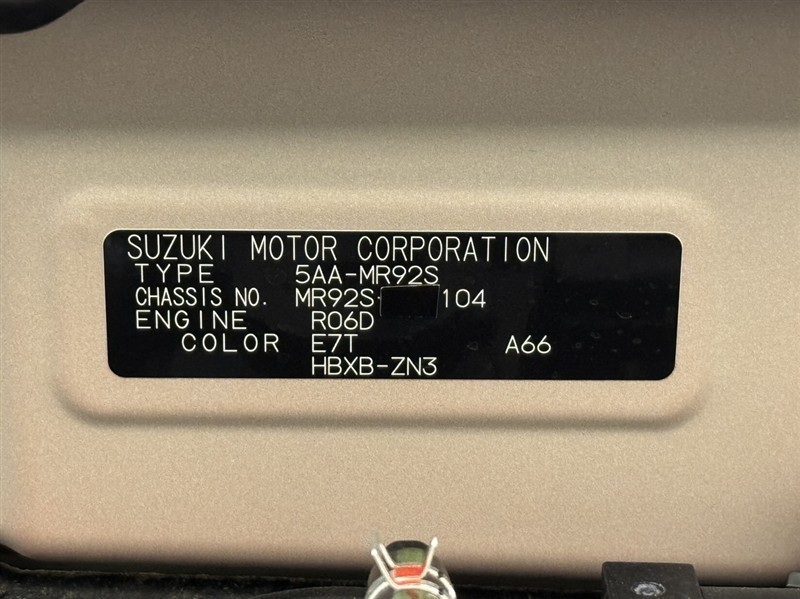 SUZUKI MOTOR CORPORATION
TYPE 5AA-MR92S
CHASSIS NO. MR92S- 104
ENGINE R06D
COLOR E7T A66
HBXB-ZN3